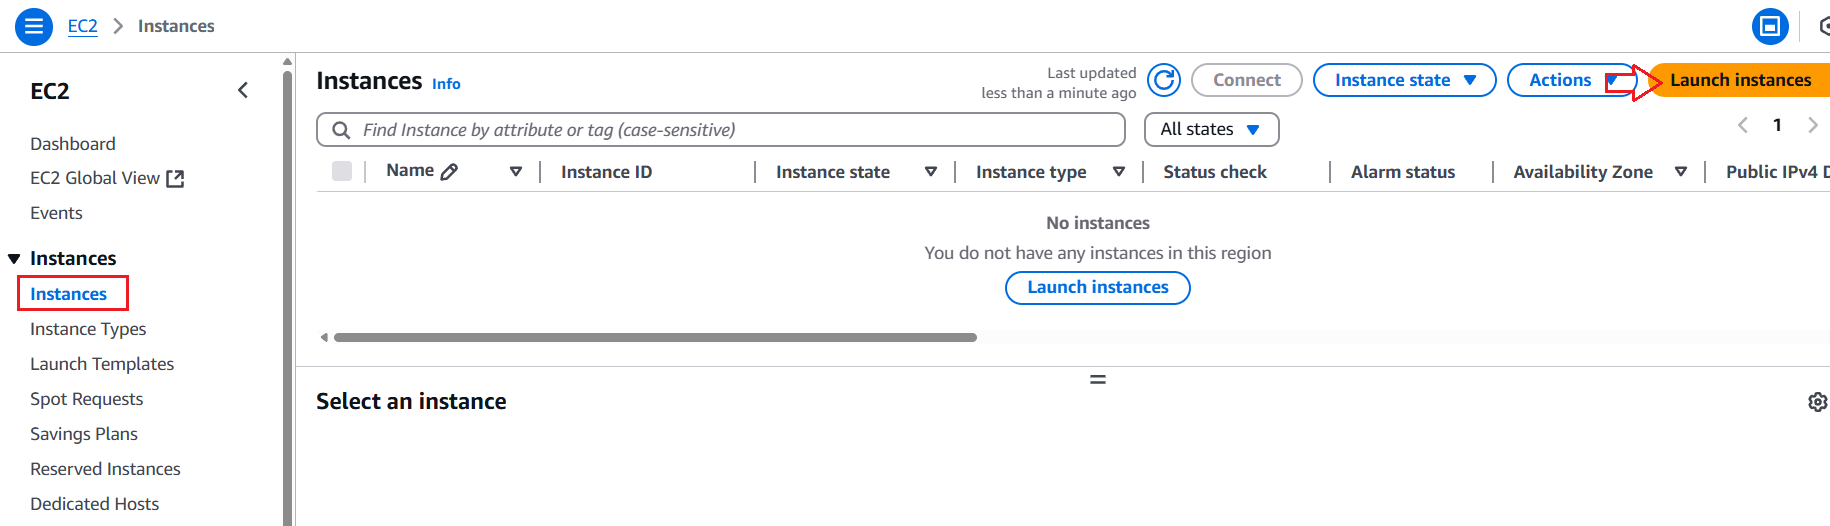 EC2 > Instances
EC2
Dashboard
EC2 Global View
Events
Instances
Instances
Instance Types
Launch Templates
Spot Requests
Savings Plans
Reserved Instances
Dedicated Hosts
Instances Info
Last updated
less than a minute ago
Connect
Instance state
Actions
Launch instances
Find Instance by attribute or tag (case-sensitive)
All states
1
Name
Instance ID
Instance state
Instance type
Status check
Alarm status
Availability Zone
Public IPv4 D
No instances
You do not have any instances in this region
Launch instances
Select an instance